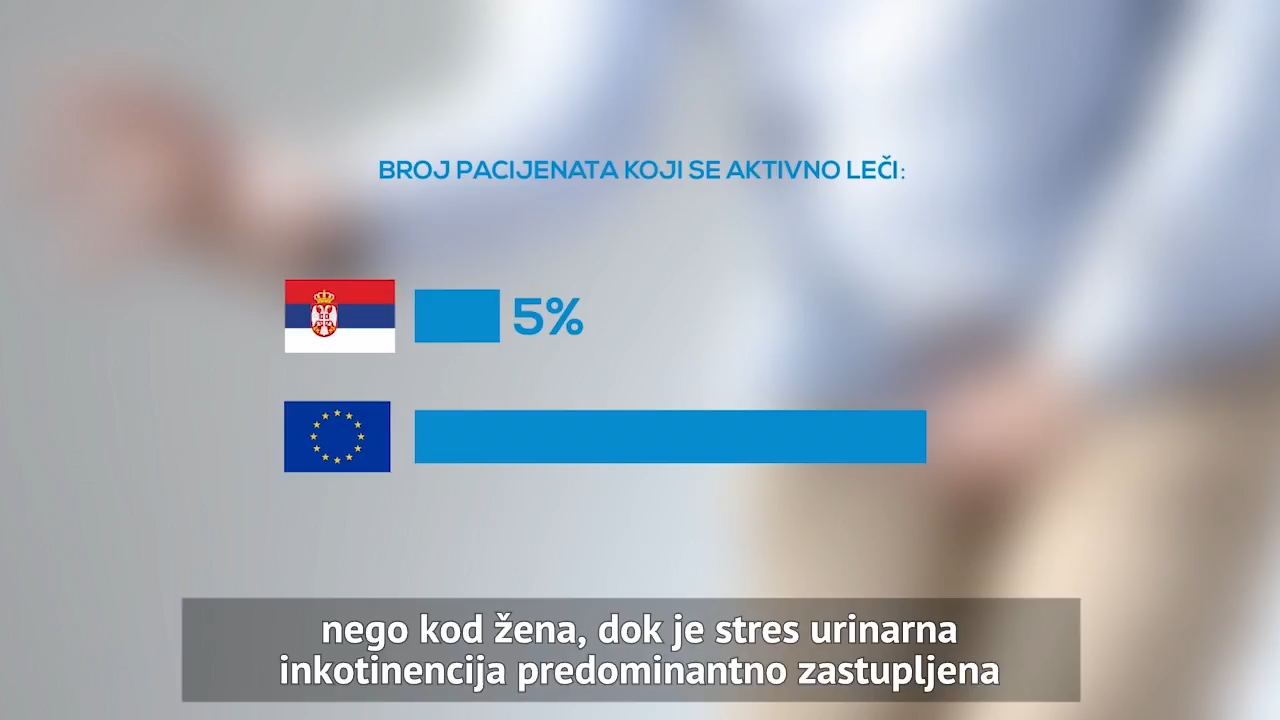 BROJ PACIJENATA KOJI SE AKTIVNO LEČI:
5%
nego kod žena, dok je stres urinarna
inkotinencija predominantno zastupljena